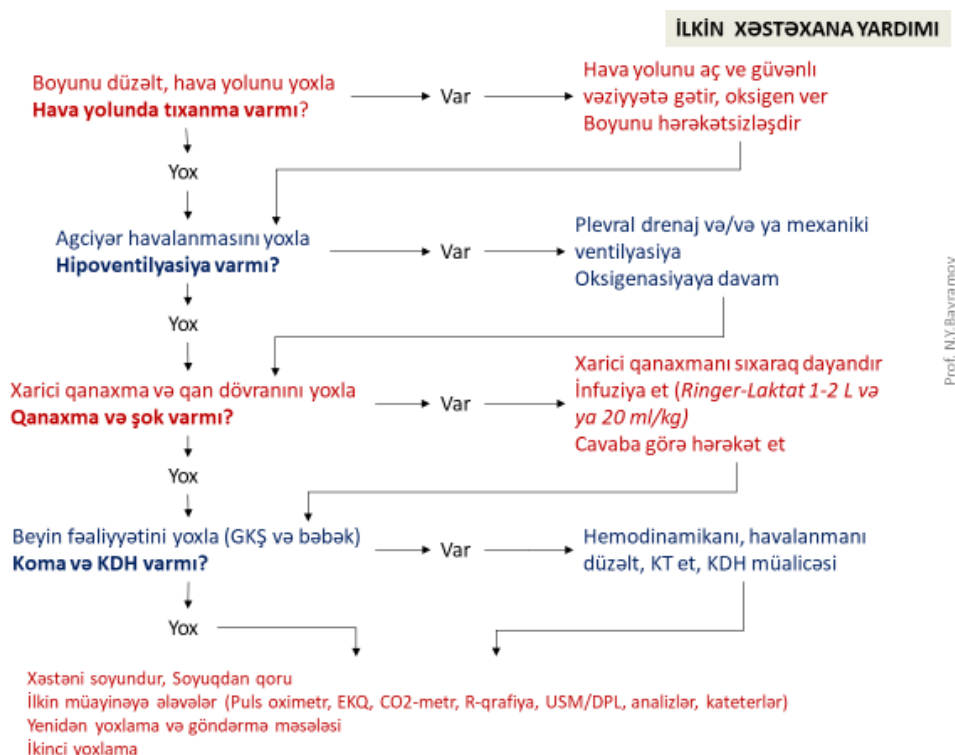 İLKİN XƏSTƏXANA YARDIMI
Boyunu düzəlt, hava yolunu yoxla
Hava yolunda tıxanma varmı?
Var
Hava yolunu aç ve güvənlı
vəziyyətə gətir, oksigen ver
Boyunu hərəkətsizləşdir
Yox
Agciyər havalanmasını yoxla
Hipoventilyasiya varmı?
Var
Plevral drenaj və/və ya mexaniki
ventilyasiya
Oksigenasiyaya davam
Yox
Xarici qanaxma və qan dövranını yoxla
Qanaxma və şok varmı?
Var
Xarici qanaxmanı sıxaraq dayandır
İnfuziya et (Ringer-Laktat 1-2 L və
ya 20 ml/kg)
Cavaba görə hərəkət et
Yox
Beyin fəaliyyətini yoxla (GKŞ və bəbək)
Koma və KDH varmı?
Var
Hemodinamikanı, havalanmanı
düzəlt, KT et, KDH müalicəsi
Yox
Xəstəni soyundur, Soyuqdan qoru
İlkin müayinəyə ələvələr (Puls oximetr, EKQ, CO2-metr, R-qrafiya, USM/DPL, analizlər, kateterlər)
Yenidən yoxlama və göndərmə məsələsi
İkinci yoxlama
Prof. N.Y.Bayramov